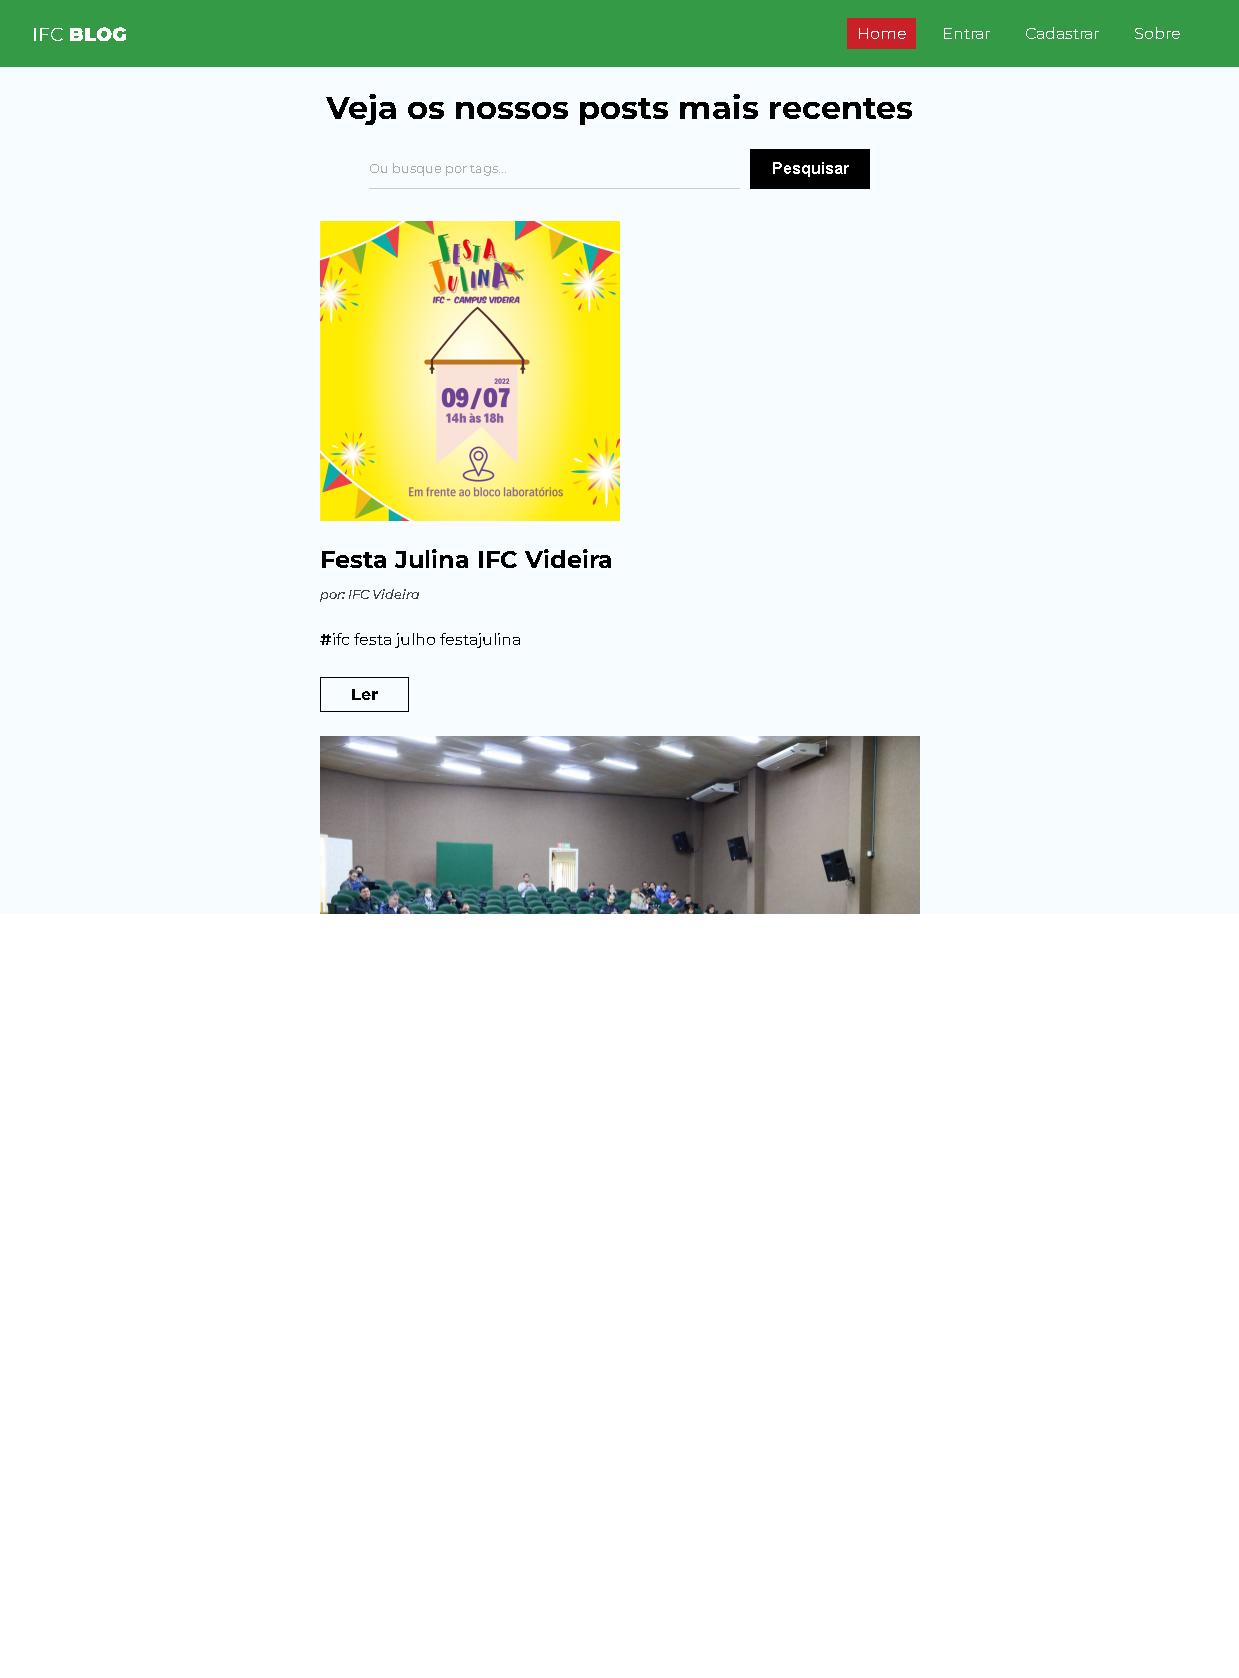 IFC BLOG
Home Entrar Cadastrar Sobre
Veja os nossos posts mais recentes
Ou busque por tags...
Pesquisar
FESTA
JULINA
IFC - CAMPUS VIDEIRA
2022
09/07
14h às 18h
Em frente ao bloco laboratórios
Festa Julina IFC Videira
por: IFC Videira
#ifc festa julho festajulina
Ler